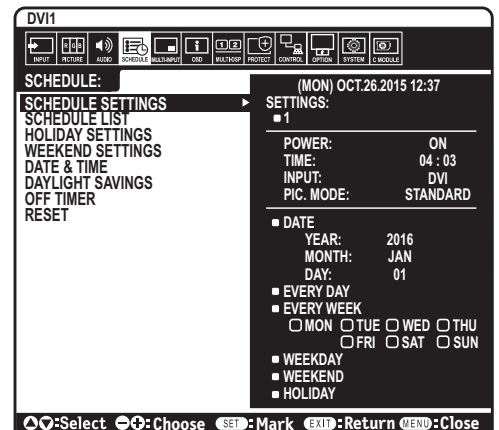 DVI1
INPUT RGB PICTURE AUDIO SCHEDULE MULTI-INPUT OSD 12 MULTI-DSP PROTECT CONTROL OPTION SYSTEM C MODULE
SCHEDULE:
SCHEDULE SETTINGS
SCHEDULE LIST
HOLIDAY SETTINGS
WEEKEND SETTINGS
DATE & TIME
DAYLIGHT SAVINGS
OFF TIMER
RESET
(MON) OCT.26.2015 12:37
SETTINGS:
1
POWER: ON
TIME: 04 : 03
INPUT: DVI
PIC. MODE: STANDARD
DATE
YEAR: 2016
MONTH: JAN
DAY: 01
EVERY DAY
EVERY WEEK
MON TUE WED THU
FRI SAT SUN
WEEKDAY
WEEKEND
HOLIDAY
:Select :Choose SET:Mark EXIT:Return MENU:Close